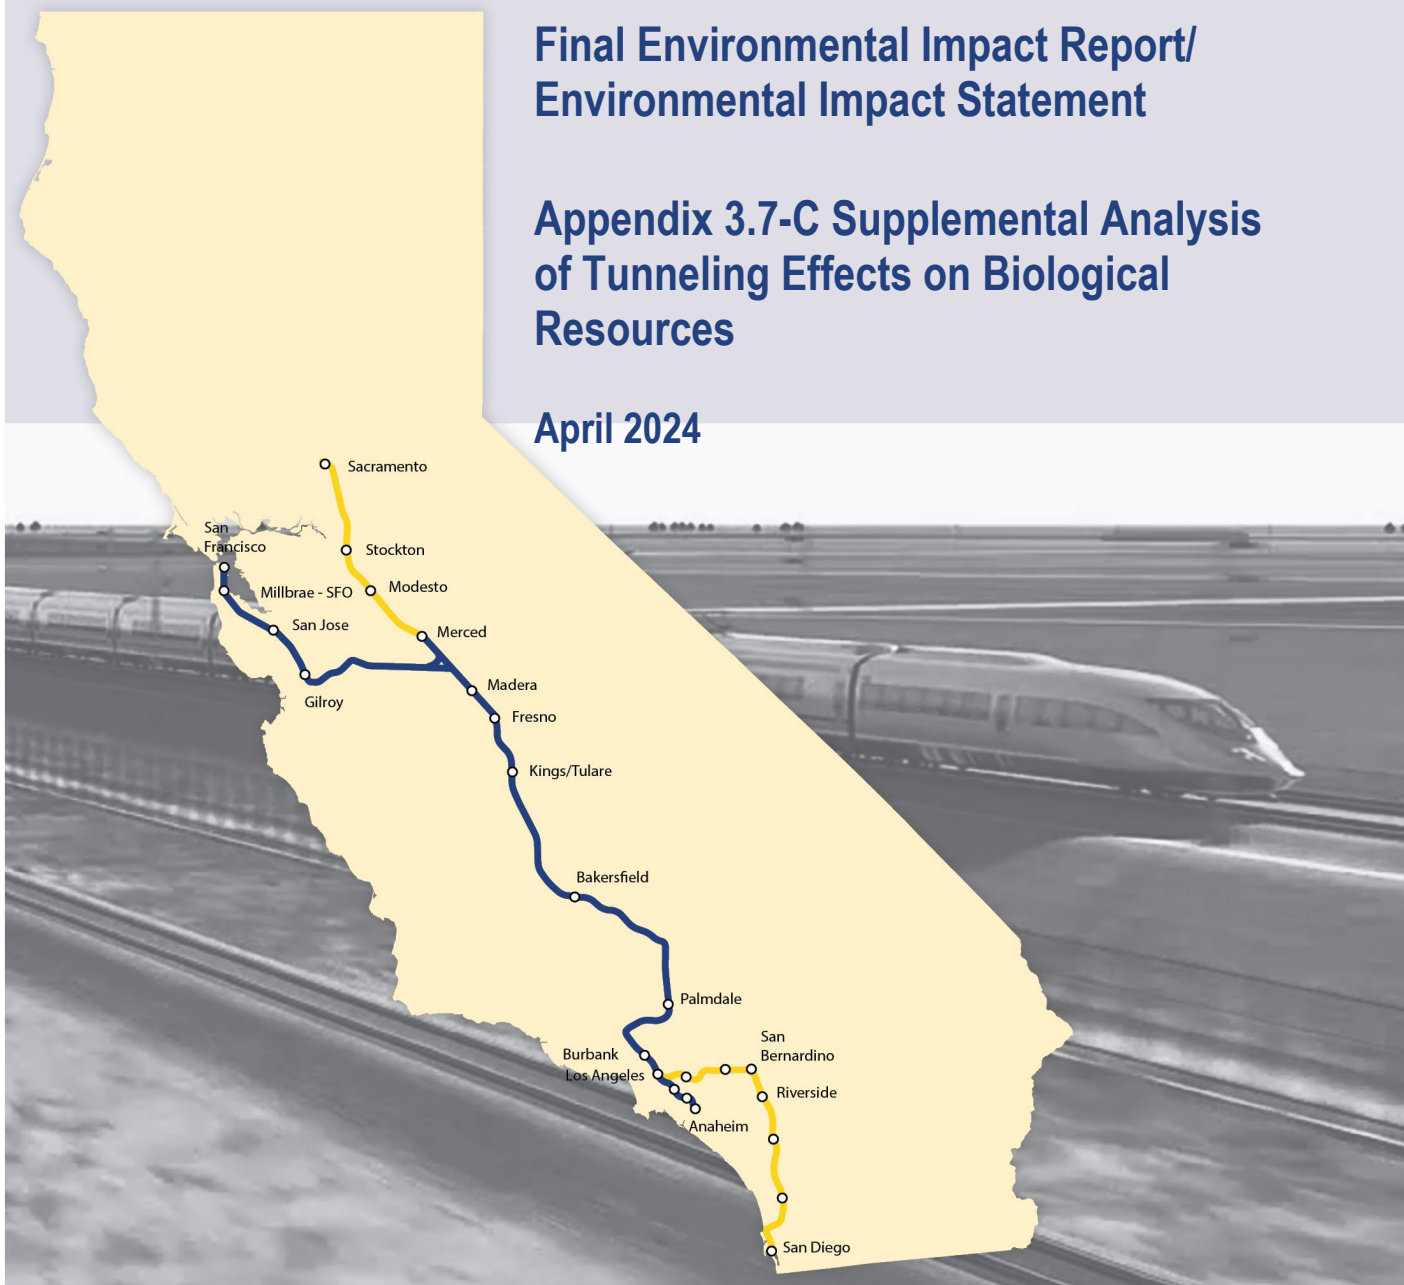 Final Environmental Impact Report/
Environmental Impact Statement
Appendix 3.7-C Supplemental Analysis
of Tunneling Effects on Biological
Resources
April 2024
Sacramento
San
Francisco
Stockton
Millbrae - SFO
Modesto
San Jose
Merced
Gilroy
Madera
Fresno
Kings/Tulare
Bakersfield
Palmdale
San
Bernardino
Burbank
Los Angeles
Riverside
Anaheim
San Diego